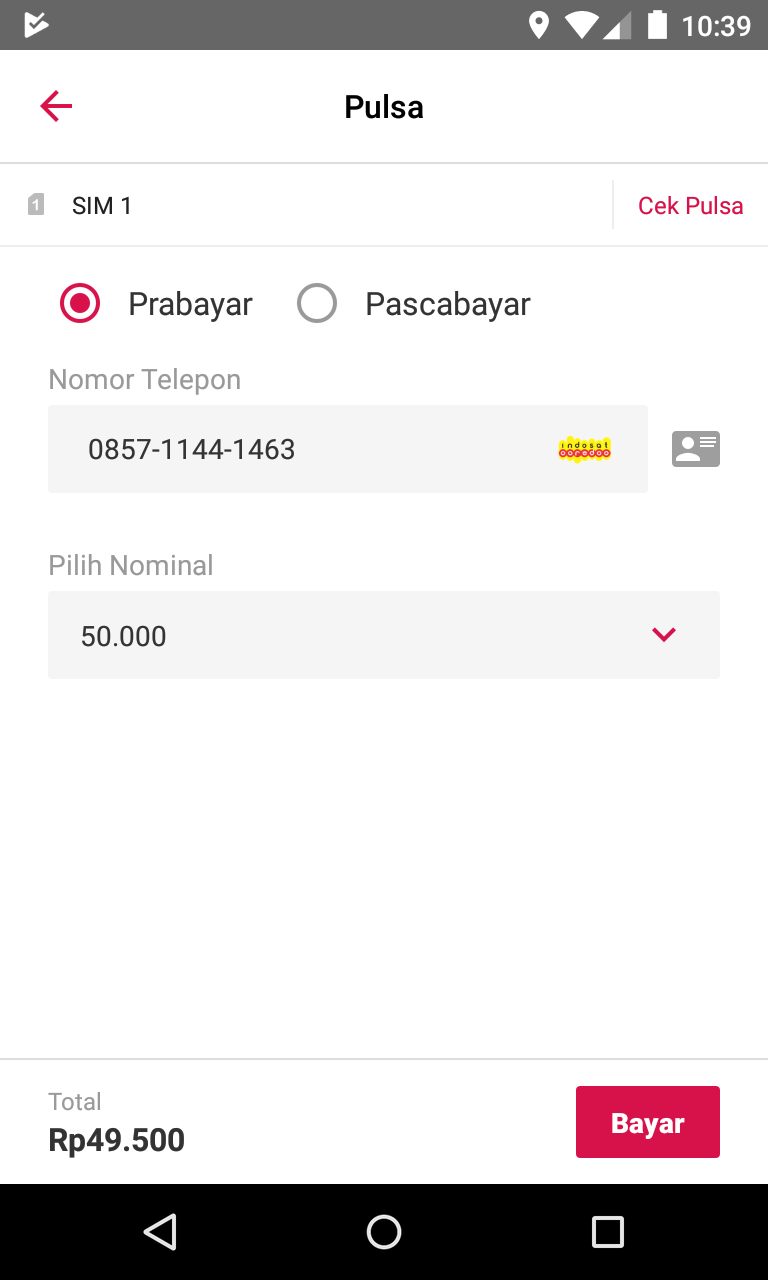 10:39
Pulsa
1 SIM 1 Cek Pulsa
Prabayar Pascabayar
Nomor Telepon
0857-1144-1463 indosat ooredoo
Pilih Nominal
50.000
Total
Rp49.500
Bayar